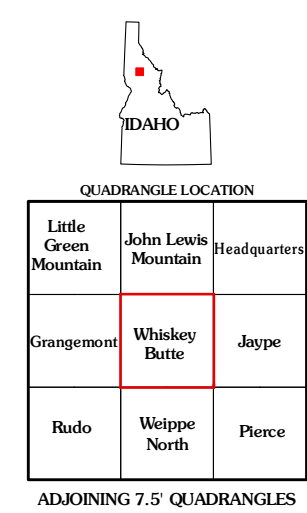 IDAHO
QUADRANGLE LOCATION
Little
Green
Mountain
John Lewis
Mountain
Headquarters
Grangemont
Whiskey
Butte
Jaype
Rudo
Weippe
North
Pierce
ADJOINING 7.5' QUADRANGLES